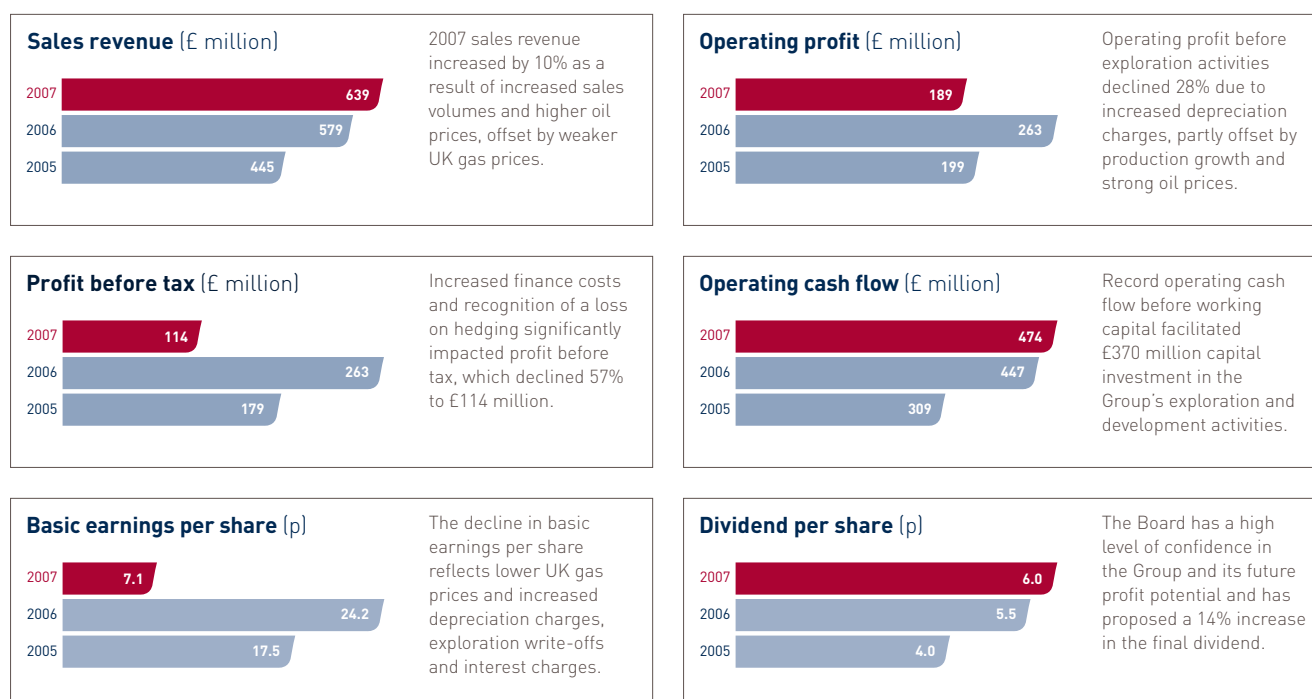 Sales revenue (£ million)
2007 639
2006 579
2005 445
2007 sales revenue
increased by 10% as a
result of increased sales
volumes and higher oil
prices, offset by weaker
UK gas prices.
Operating profit (£ million)
2007 189
2006 263
2005 199
Operating profit before
exploration activities
declined 28% due to
increased depreciation
charges, partly offset by
production growth and
strong oil prices.
Profit before tax (£ million)
2007 114
2006 263
2005 179
Increased finance costs
and recognition of a loss
on hedging significantly
impacted profit before
tax, which declined 57%
to £114 million.
Operating cash flow (£ million)
2007 474
2006 447
2005 309
Record operating cash
flow before working
capital facilitated
£370 million capital
investment in the
Group's exploration and
development activities.
Basic earnings per share (p)
2007 7.1
2006 24.2
2005 17.5
The decline in basic
earnings per share
reflects lower UK gas
prices and increased
depreciation charges,
exploration write-offs
and interest charges.
Dividend per share (p)
2007 6.0
2006 5.5
2005 4.0
The Board has a high
level of confidence in
the Group and its future
profit potential and has
proposed a 14% increase
in the final dividend.